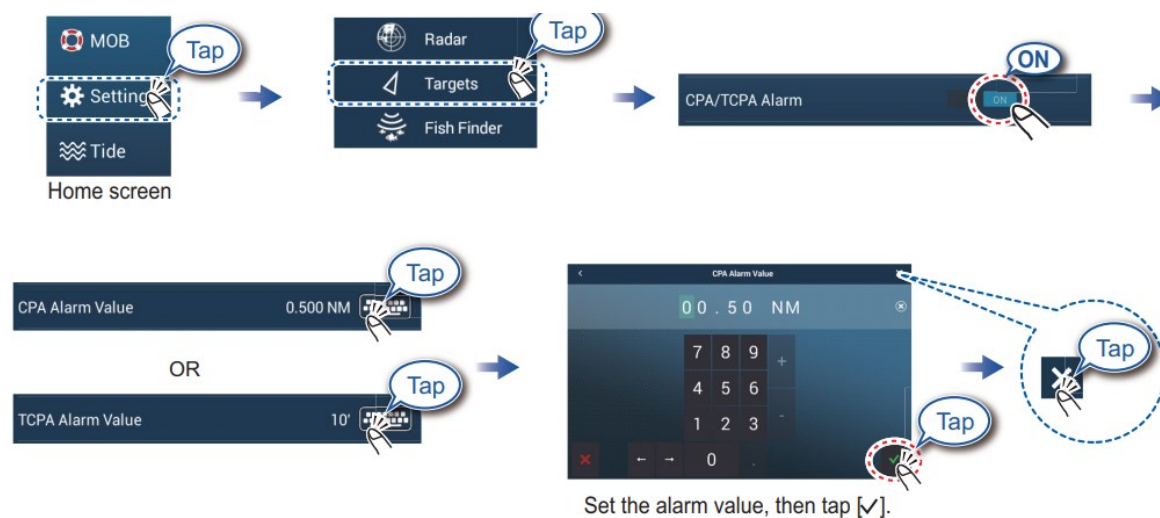 MOB
Tap
Setting
Tide
Home screen
Radar
Tap
Targets
Fish Finder
ON
CPA/TCPA Alarm
ON
Tap
CPA Alarm Value 0.500 NM
OR
Tap
TCPA Alarm Value 10'
CPA Alarm Value
00.50 NM
7 8 9 +
4 5 6
1 2 3 -
← → 0 .
Tap
Tap
Set the alarm value, then tap [✓].